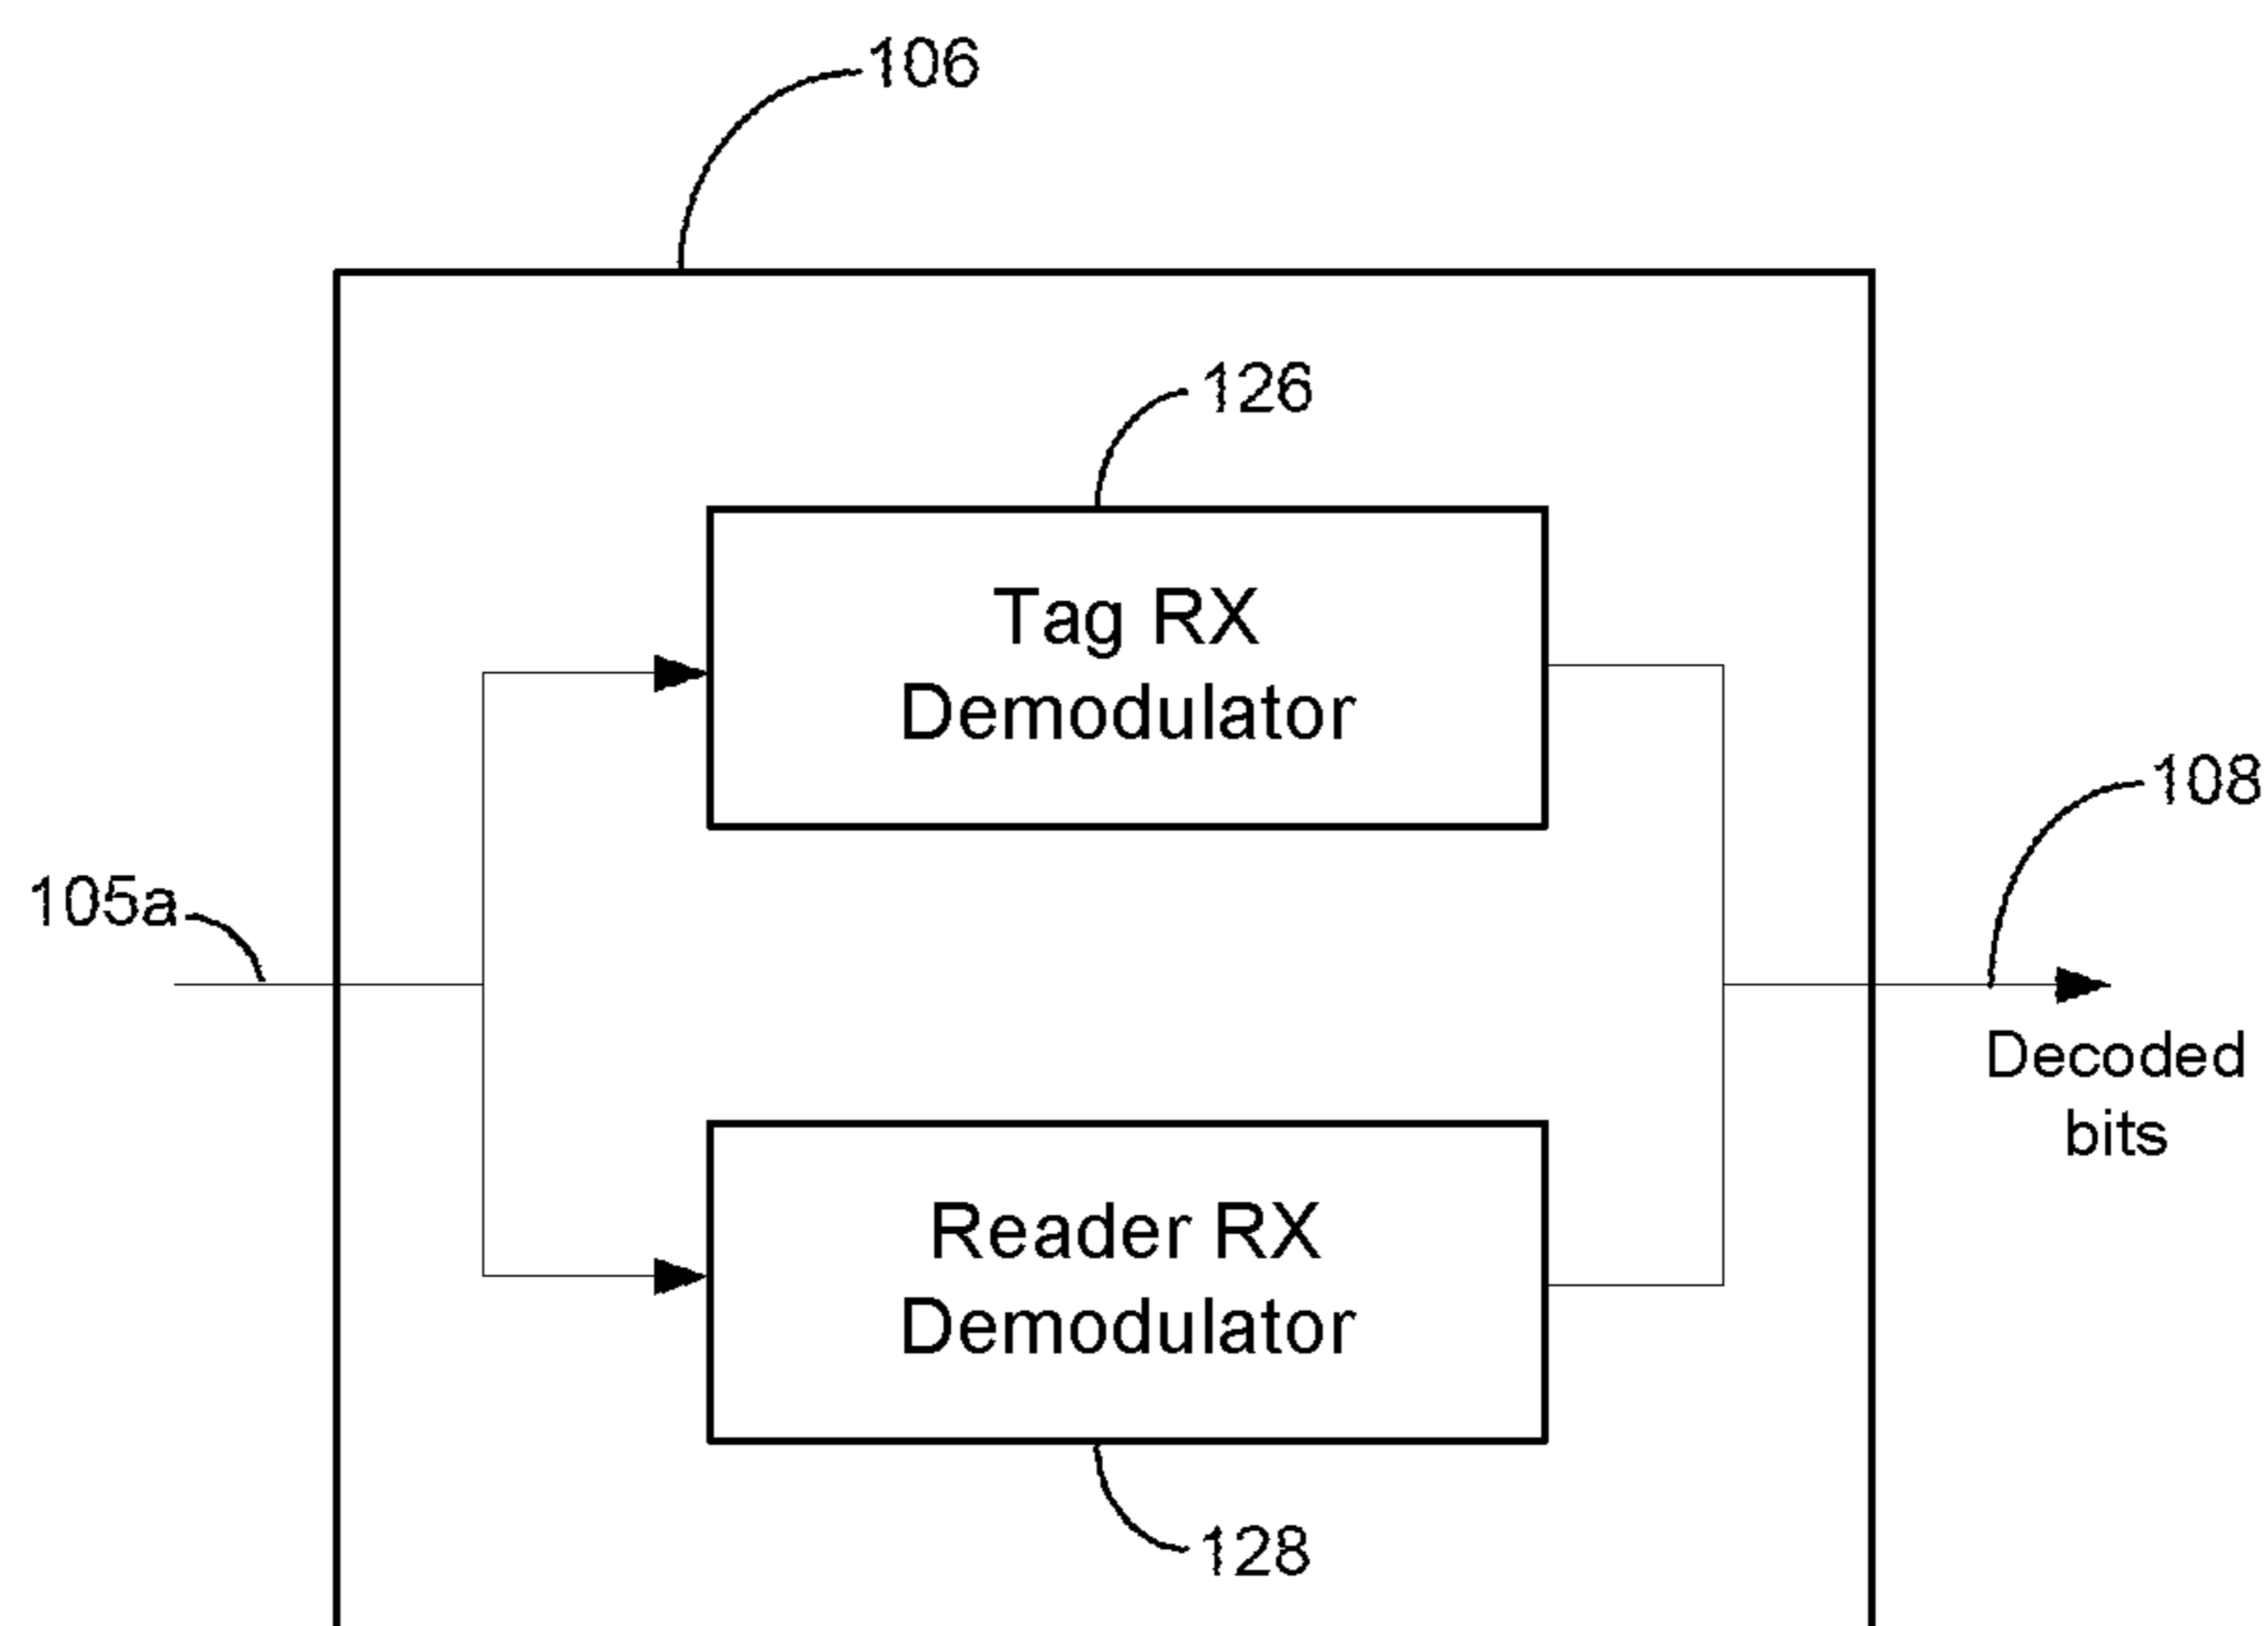 106
126
Tag RX
Demodulator
108
105a
Decoded
bits
Reader RX
Demodulator
128